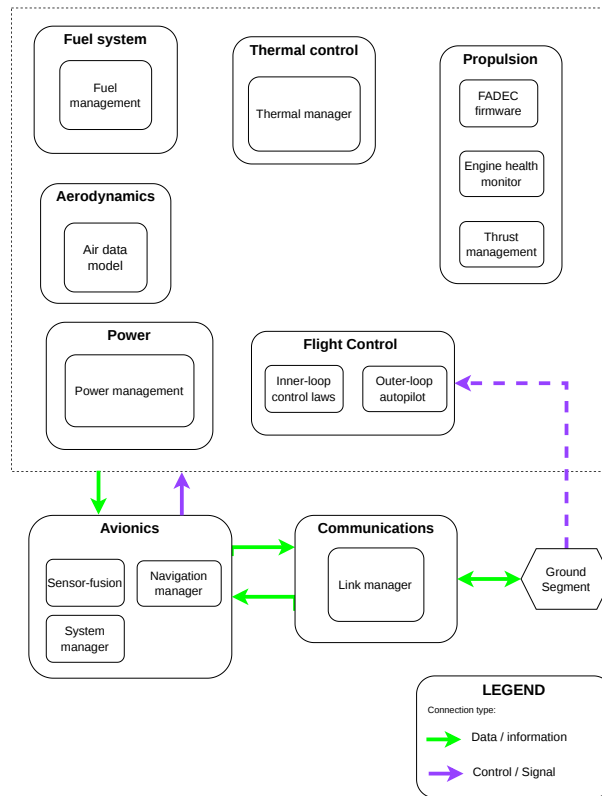 Fuel system
Fuel
management
Thermal control
Thermal manager
Propulsion
FADEC
firmware
Engine health
monitor
Thrust
management
Aerodynamics
Air data
model
Power
Power management
Flight Control
Inner-loop
control laws
Outer-loop
autopilot
Avionics
Sensor-fusion
Navigation
manager
System
manager
Communications
Link manager
Ground
Segment
LEGEND
Connection type:
Data / information
Control / Signal